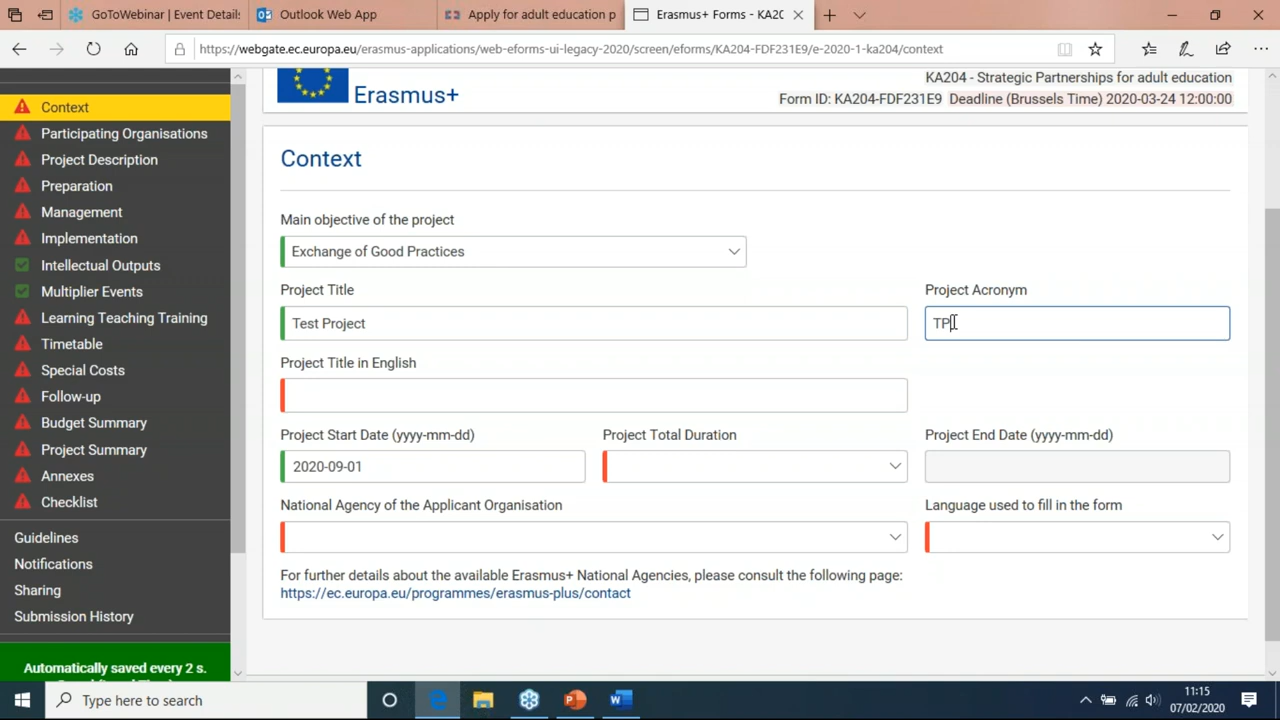 GoToWebinar | Event Details
Outlook Web App
Apply for adult education p
Erasmus+ Forms - KA20
https://webgate.ec.europa.eu/erasmus-applications/web-eforms-ui-legacy-2020/screen/eforms/KA204-FDF231E9/e-2020-1-ka204/context
Context
Participating Organisations
Project Description
Preparation
Management
Implementation
Intellectual Outputs
Multiplier Events
Learning Teaching Training
Timetable
Special Costs
Follow-up
Budget Summary
Project Summary
Annexes
Checklist
Guidelines
Notifications
Sharing
Submission History
Automatically saved every 2 s.
Erasmus+
KA204 - Strategic Partnerships for adult education
Form ID: KA204-FDF231E9 Deadline (Brussels Time) 2020-03-24 12:00:00
Context
Main objective of the project
Exchange of Good Practices
Project Title
Project Acronym
Test Project
TP
Project Title in English
Project Start Date (yyyy-mm-dd)
Project Total Duration
Project End Date (yyyy-mm-dd)
2020-09-01
National Agency of the Applicant Organisation
Language used to fill in the form
For further details about the available Erasmus+ National Agencies, please consult the following page:
https://ec.europa.eu/programmes/erasmus-plus/contact
Type here to search
11:15
07/02/2020